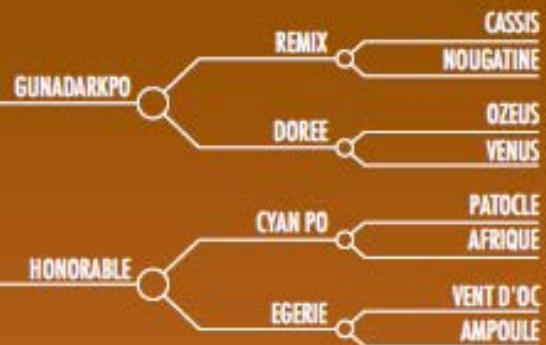 CASSIS
REMIX
NOUGATINE
GUNADARKPO
OZEUS
DOREE
VENUS
PATOCLE
CYAN PO
AFRIQUE
HONORABLE
VENT D'OC
EGERIE
AMPOULE